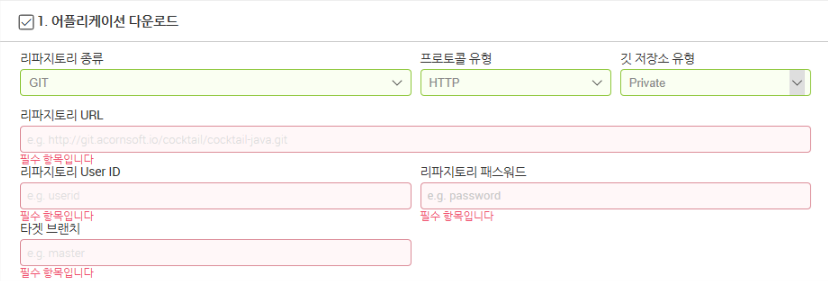 1. 어플리케이션 다운로드
리파지토리 종류 프로토콜 유형 깃 저장소 유형
GIT HTTP Private
리파지토리 URL
e.g. http://git.acornsoft.io/cocktail/cocktail-java.git
필수 항목입니다
리파지토리 User ID 리파지토리 패스워드
e.g. userid e.g. password
필수 항목입니다 필수 항목입니다
타겟 브랜치
e.g. master
필수 항목입니다